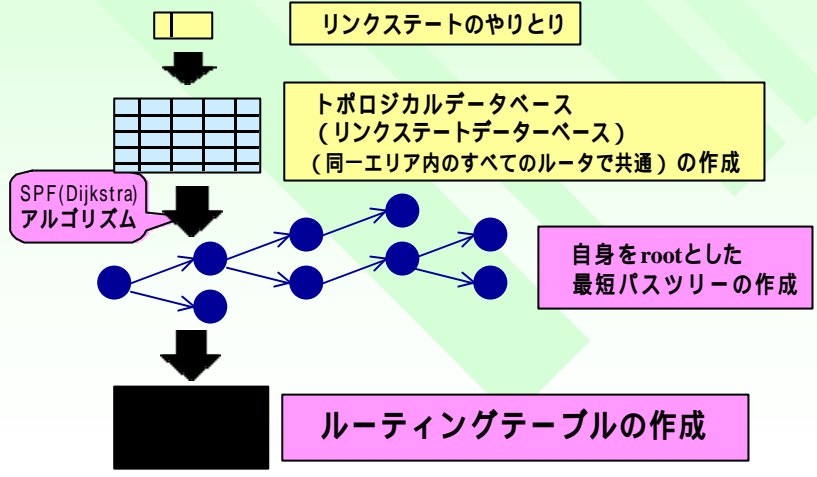 リンクステートのやりとり
トポロジカルデータベース
（リンクステートデーターベース）
（同一エリア内のすべてのルータで共通）の作成
SPF(Dijkstra)
アルゴリズム
自身をrootとした
最短パスツリーの作成
ルーティングテーブルの作成